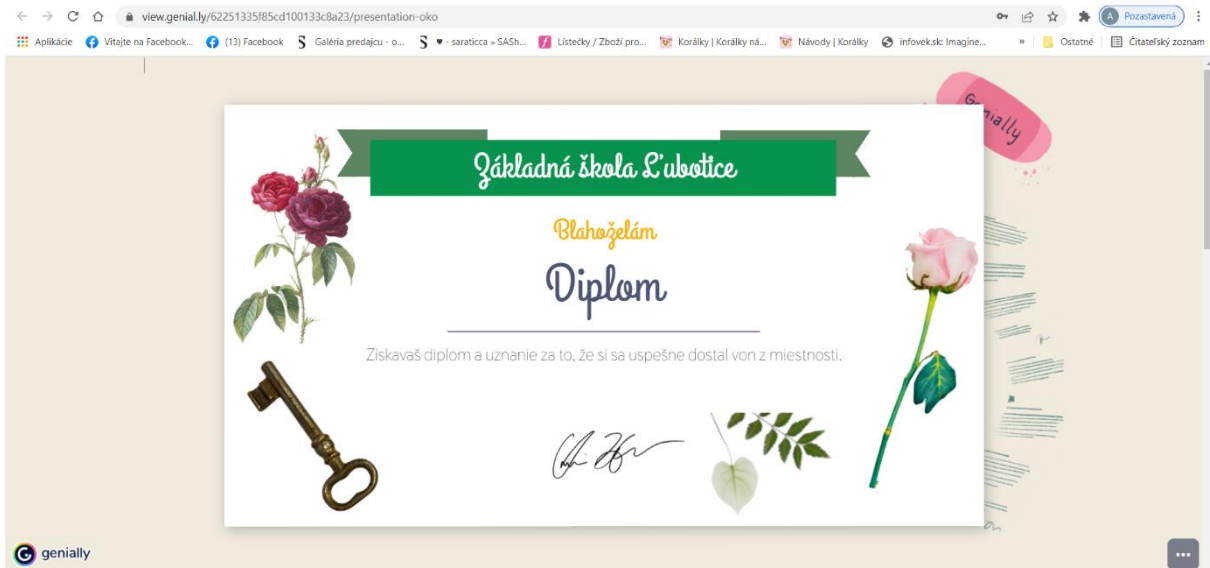 view.genial.ly/62251335f85cd100133c8a23/presentation-oko
A Pozastavená
Aplikácie Vitajte na Facebook... (13) Facebook Galéria predajcu - o... ♥ - saraticca » SASh... Lístečky / Zboží pro... Korálky | Korálky ná... Návody | Korálky infovek.sk: Imagine... » Ostatné Čitateľský zoznam
Genially
Základná škola Ľubotice
Blahoželám
Diplom
Získavaš diplom a uznanie za to, že si sa uspešne dostal von z miestnosti.
genially